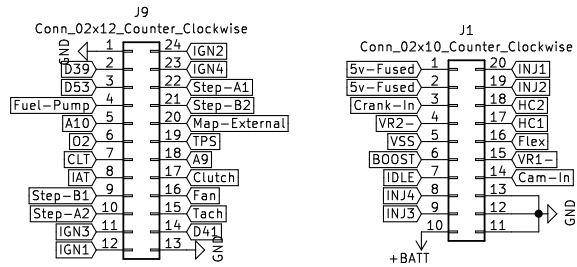 J9
Conn_02x12_Counter_Clockwise
GND 1 24 IGN2
D39 2 23 IGN4
D53 3 22 Step-A1
Fuel-Pump 4 21 Step-B2
A10 5 20 Map-External
O2 6 19 TPS
CLT 7 18 A9
IAT 8 17 Clutch
Step-B1 9 16 Fan
Step-A2 10 15 Tach
IGN3 11 14 D41
IGN1 12 13 GND
J1
Conn_02x10_Counter_Clockwise
5v-Fused 1 20 INJ1
5v-Fused 2 19 INJ2
Crank-In 3 18 HC2
VR2- 4 17 HC1
VSS 5 16 Flex
BOOST 6 15 VR1-
IDLE 7 14 Cam-In
INJ4 8 13
INJ3 9 12 GND
10 11
+BATT